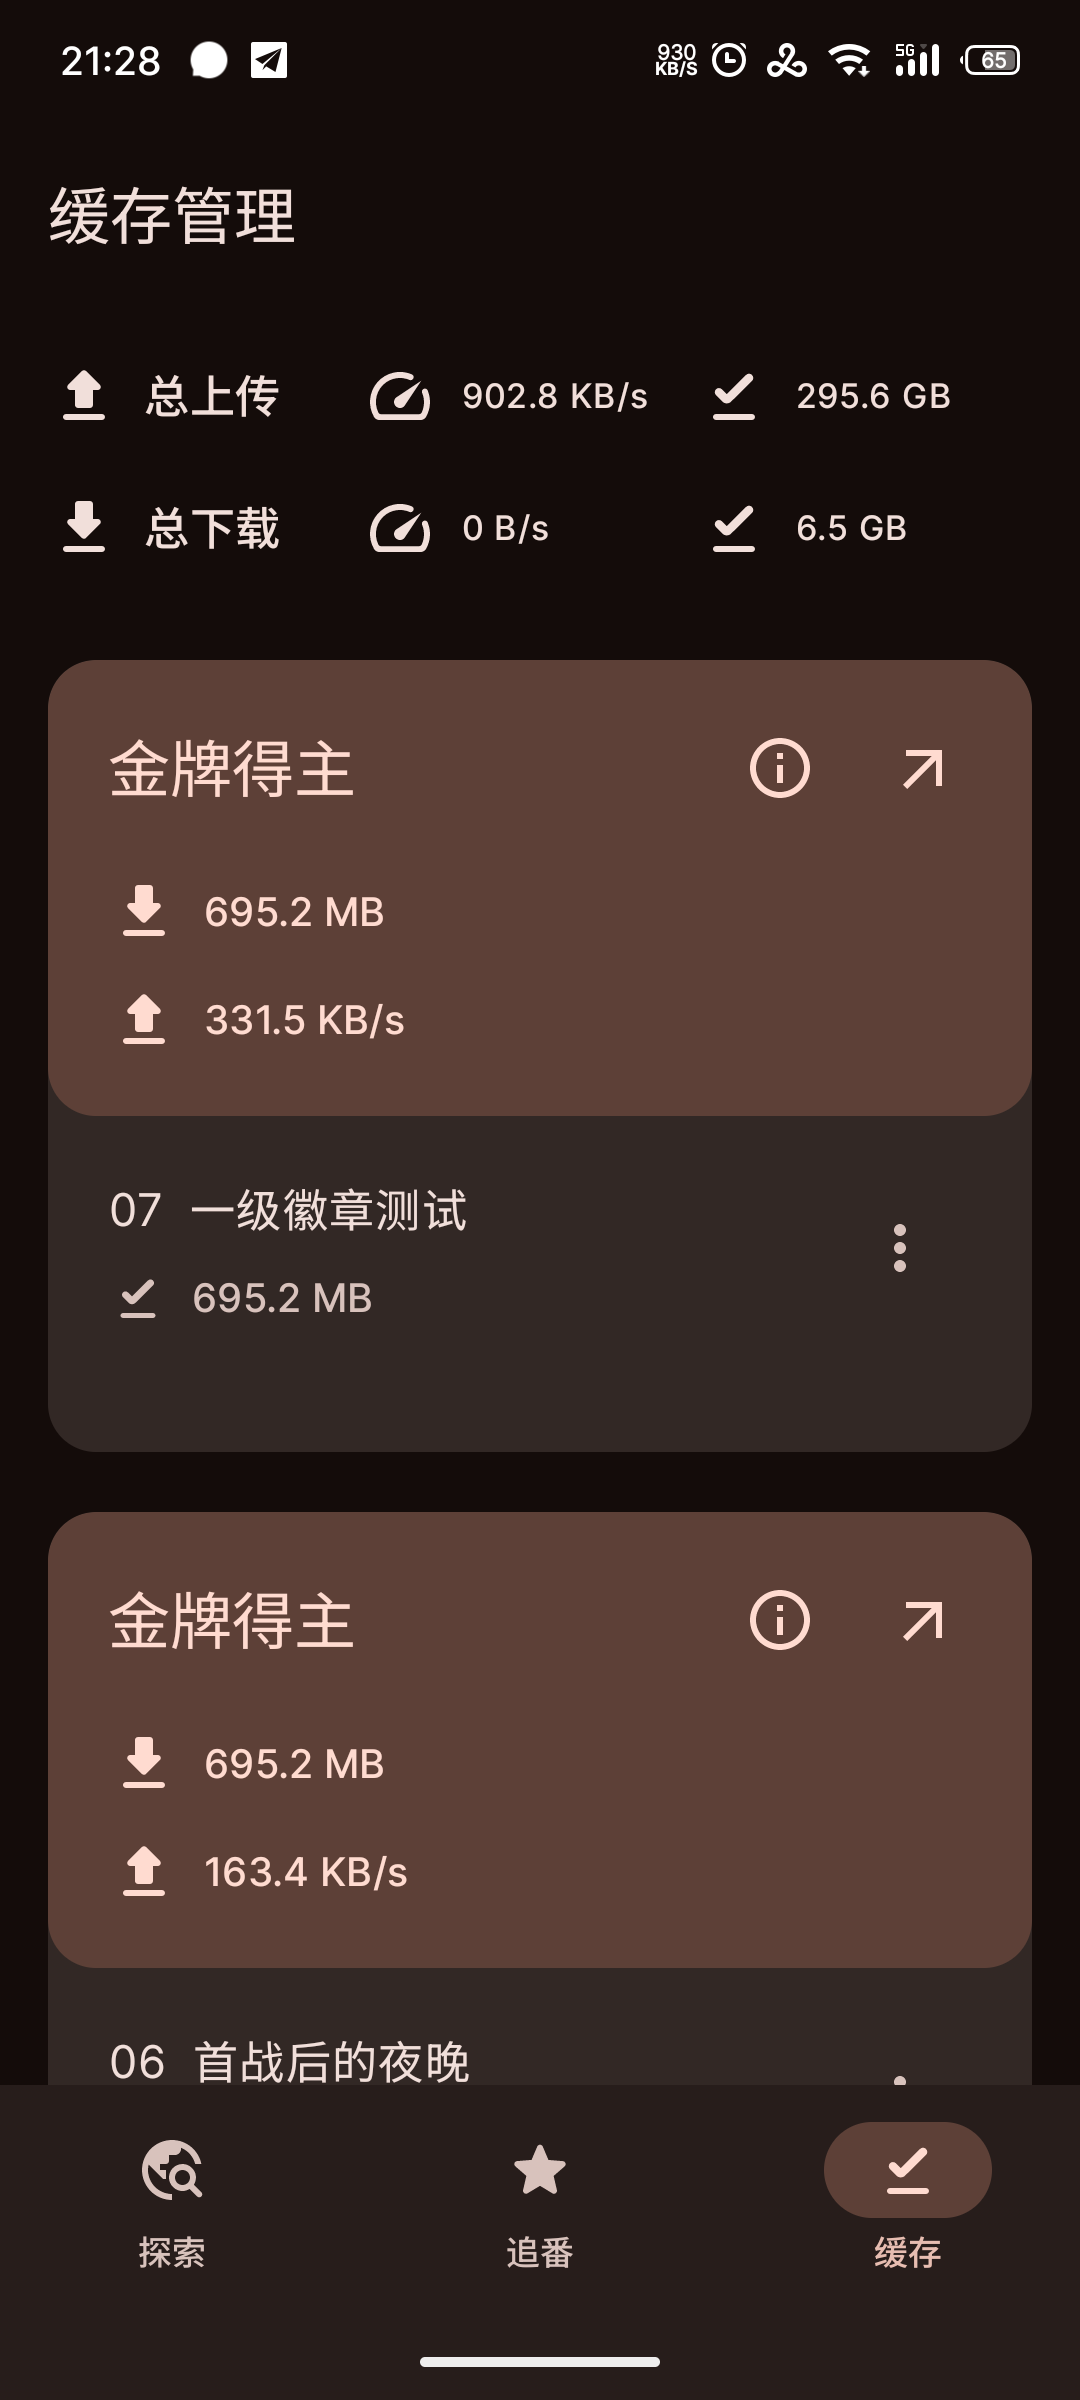 21:28 930 KB/S 5G 65
缓存管理
总上传 902.8 KB/s 295.6 GB
总下载 0 B/s 6.5 GB
金牌得主
695.2 MB
331.5 KB/s
07 一级徽章测试
695.2 MB
金牌得主
695.2 MB
163.4 KB/s
06 首战后的夜晚
探索 追番 缓存